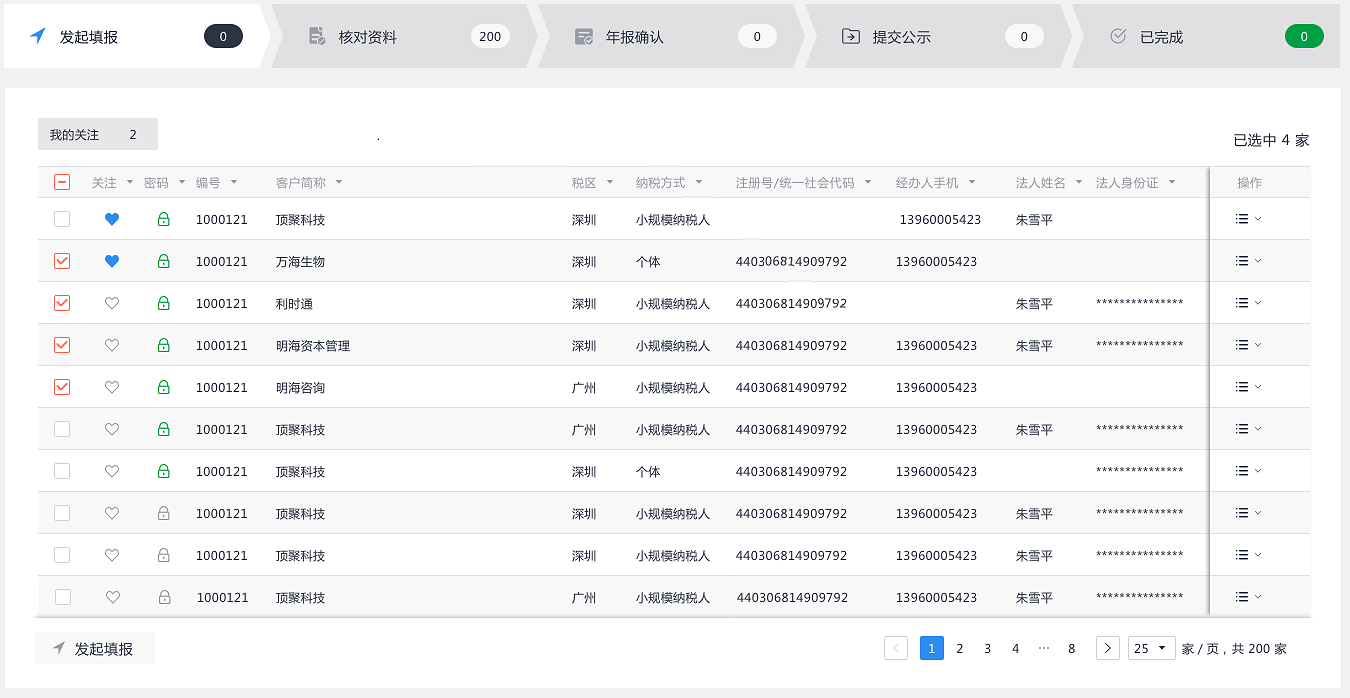 发起填报 0 核对资料 200 年报确认 0 提交公示 0 已完成 0
我的关注 2
已选中 4 家
关注 密码 编号 客户简称 税区 纳税方式 注册号/统一社会代码 经办人手机 法人姓名 法人身份证 操作
1000121 顶聚科技 深圳 小规模纳税人 13960005423 朱雪平
1000121 万海生物 深圳 个体 440306814909792 13960005423
1000121 利时通 深圳 小规模纳税人 440306814909792 朱雪平 ***************
1000121 明海资本管理 深圳 小规模纳税人 440306814909792 13960005423 朱雪平 ***************
1000121 明海咨询 广州 小规模纳税人 440306814909792 13960005423
1000121 顶聚科技 广州 小规模纳税人 440306814909792 13960005423 朱雪平 ***************
1000121 顶聚科技 深圳 个体 440306814909792 13960005423 ***************
1000121 顶聚科技 深圳 小规模纳税人 440306814909792 13960005423 朱雪平 ***************
1000121 顶聚科技 深圳 小规模纳税人 440306814909792 13960005423 朱雪平 ***************
1000121 顶聚科技 广州 小规模纳税人 440306814909792 13960005423 朱雪平 ***************
发起填报 < 1 2 3 4 ··· 8 > 25 家 / 页，共 200 家